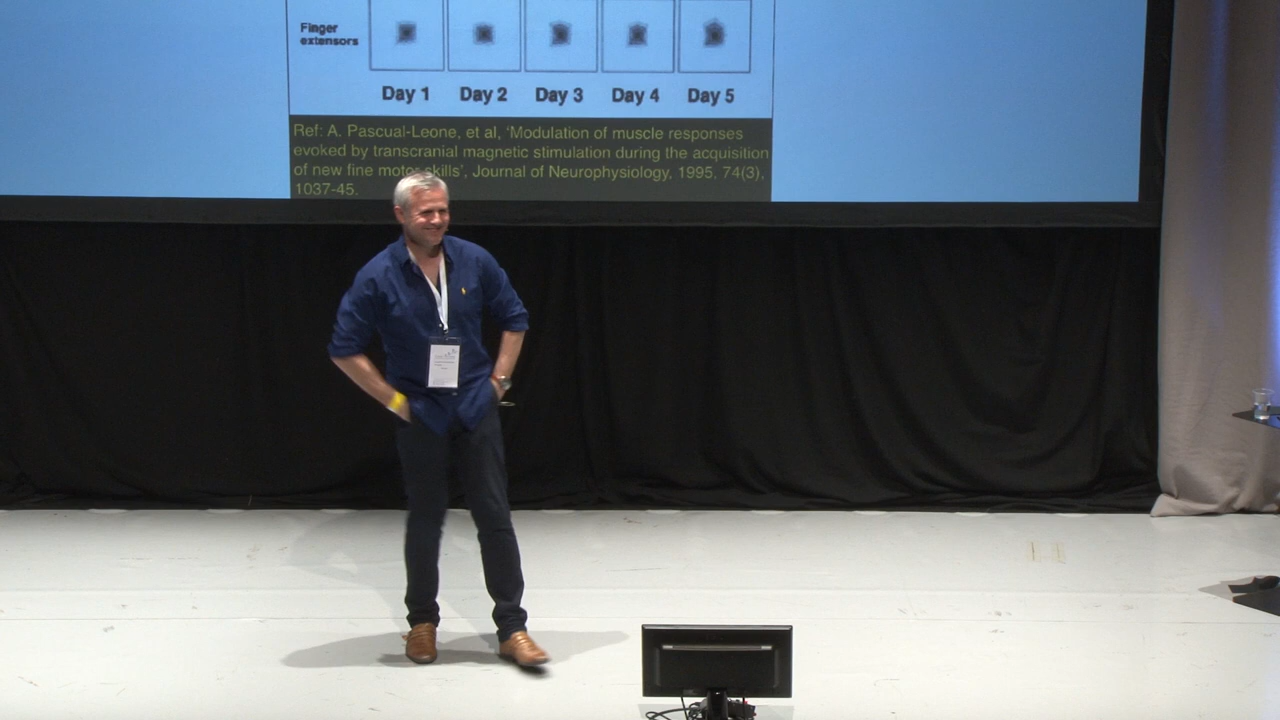 Finger
extensors
Day 1 Day 2 Day 3 Day 4 Day 5
Ref: A. Pascual-Leone, et al, ‘Modulation of muscle responses
evoked by transcranial magnetic stimulation during the acquisition
of new fine motor skills’, Journal of Neurophysiology, 1995, 74(3),
1037-45.